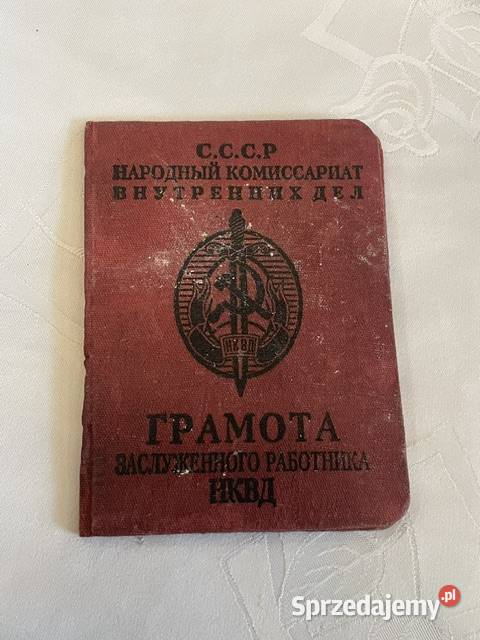 С.С.С.Р
НАРОДНЫЙ КОМИССАРИАТ
ВНУТРЕННИХ ДЕЛ
НКВД
ГРАМОТА
ЗАСЛУЖЕННОГО РАБОТНИКА
НКВД
Sprzedajemy.pl